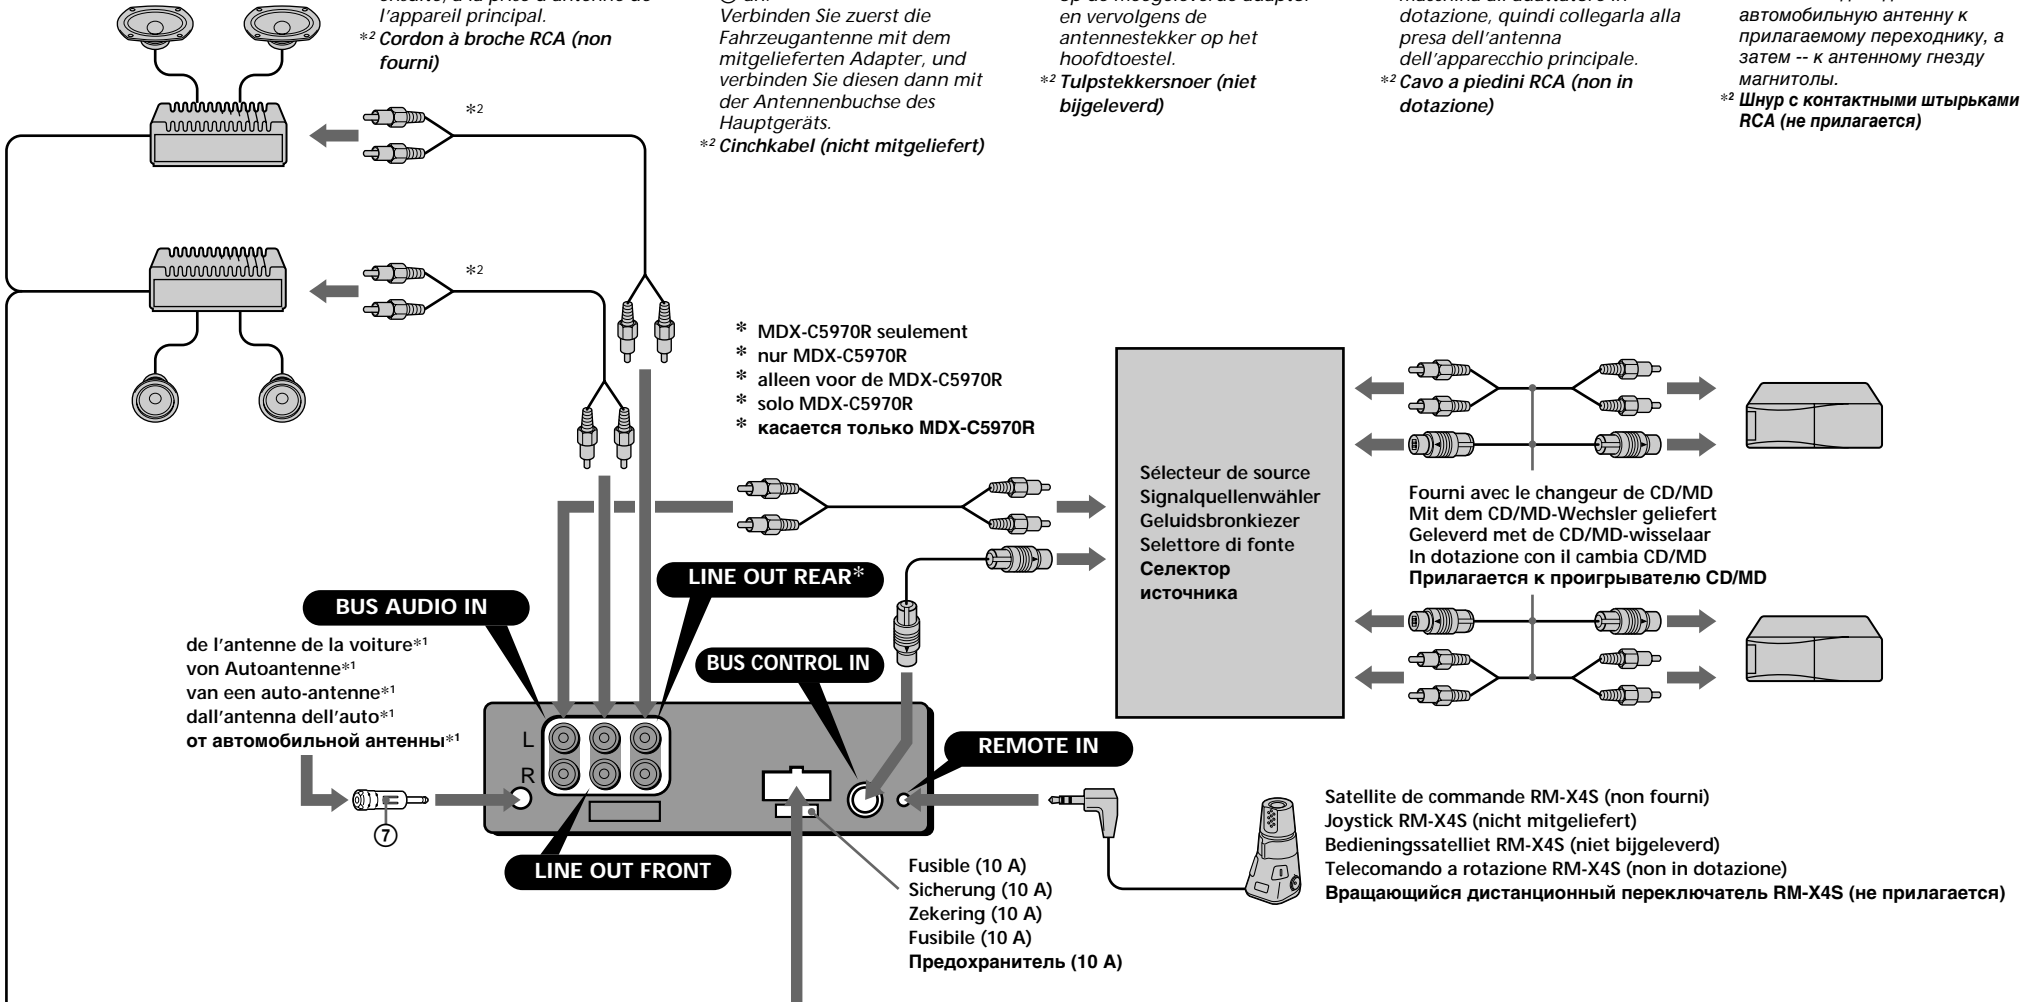 l'appareil principal.
*2 Cordon à broche RCA (non
fourni)
Verbinden Sie zuerst die
Fahrzeugantenne mit dem
mitgelieferten Adapter, und
verbinden Sie diesen dann mit
der Antennenbuchse des
Hauptgeräts.
*2 Cinchkabel (nicht mitgeliefert)
en vervolgens de
antennestekker op het
hoofdtoestel.
*2 Tulpstekkersnoer (niet
bijgeleverd)
dotazione, quindi collegarla alla
presa dell'antenna
dell'apparecchio principale.
*2 Cavo a piedini RCA (non in
dotazione)
автомобильную антенну к
прилагаемому переходнику, а
затем -- к антенному гнезду
магнитолы.
*2 Шнур с контактными штырьками
RCA (не прилагается)
*2
*2
* MDX-C5970R seulement
* nur MDX-C5970R
* alleen voor de MDX-C5970R
* solo MDX-C5970R
* касается только MDX-C5970R
Sélecteur de source
Signalquellenwähler
Geluidsbronkiezer
Selettore di fonte
Селектор
источника
Fourni avec le changeur de CD/MD
Mit dem CD/MD-Wechsler geliefert
Geleverd met de CD/MD-wisselaar
In dotazione con il cambia CD/MD
Прилагается к проигрывателю CD/MD
LINE OUT REAR*
BUS AUDIO IN
de l'antenne de la voiture*1
von Autoantenne*1
van een auto-antenne*1
dall'antenna dell'auto*1
от автомобильной антенны*1
BUS CONTROL IN
L
R
REMOTE IN
⑦
LINE OUT FRONT
Fusible (10 A)
Sicherung (10 A)
Zekering (10 A)
Fusibile (10 A)
Предохранитель (10 A)
Satellite de commande RM-X4S (non fourni)
Joystick RM-X4S (nicht mitgeliefert)
Bedieningssatelliet RM-X4S (niet bijgeleverd)
Telecomando a rotazione RM-X4S (non in dotazione)
Вращающийся дистанционный переключатель RM-X4S (не прилагается)